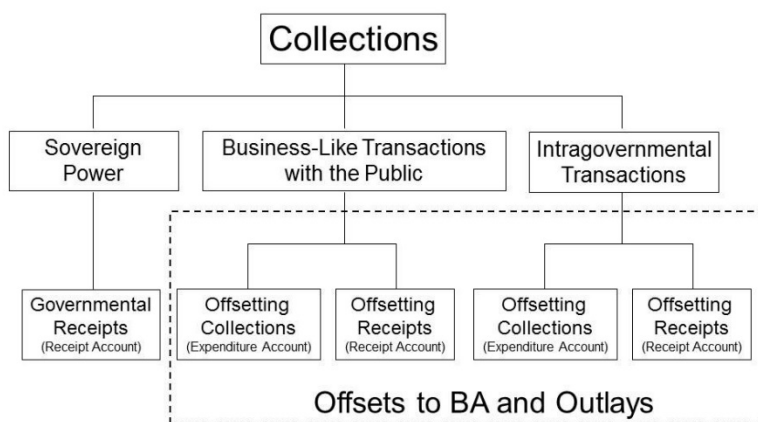 Collections
Sovereign
Power
Business-Like Transactions
with the Public
Intragovernmental
Transactions
Governmental
Receipts
(Receipt Account)
Offsetting
Collections
(Expenditure Account)
Offsetting
Receipts
(Receipt Account)
Offsetting
Collections
(Expenditure Account)
Offsetting
Receipts
(Receipt Account)
Offsets to BA and Outlays